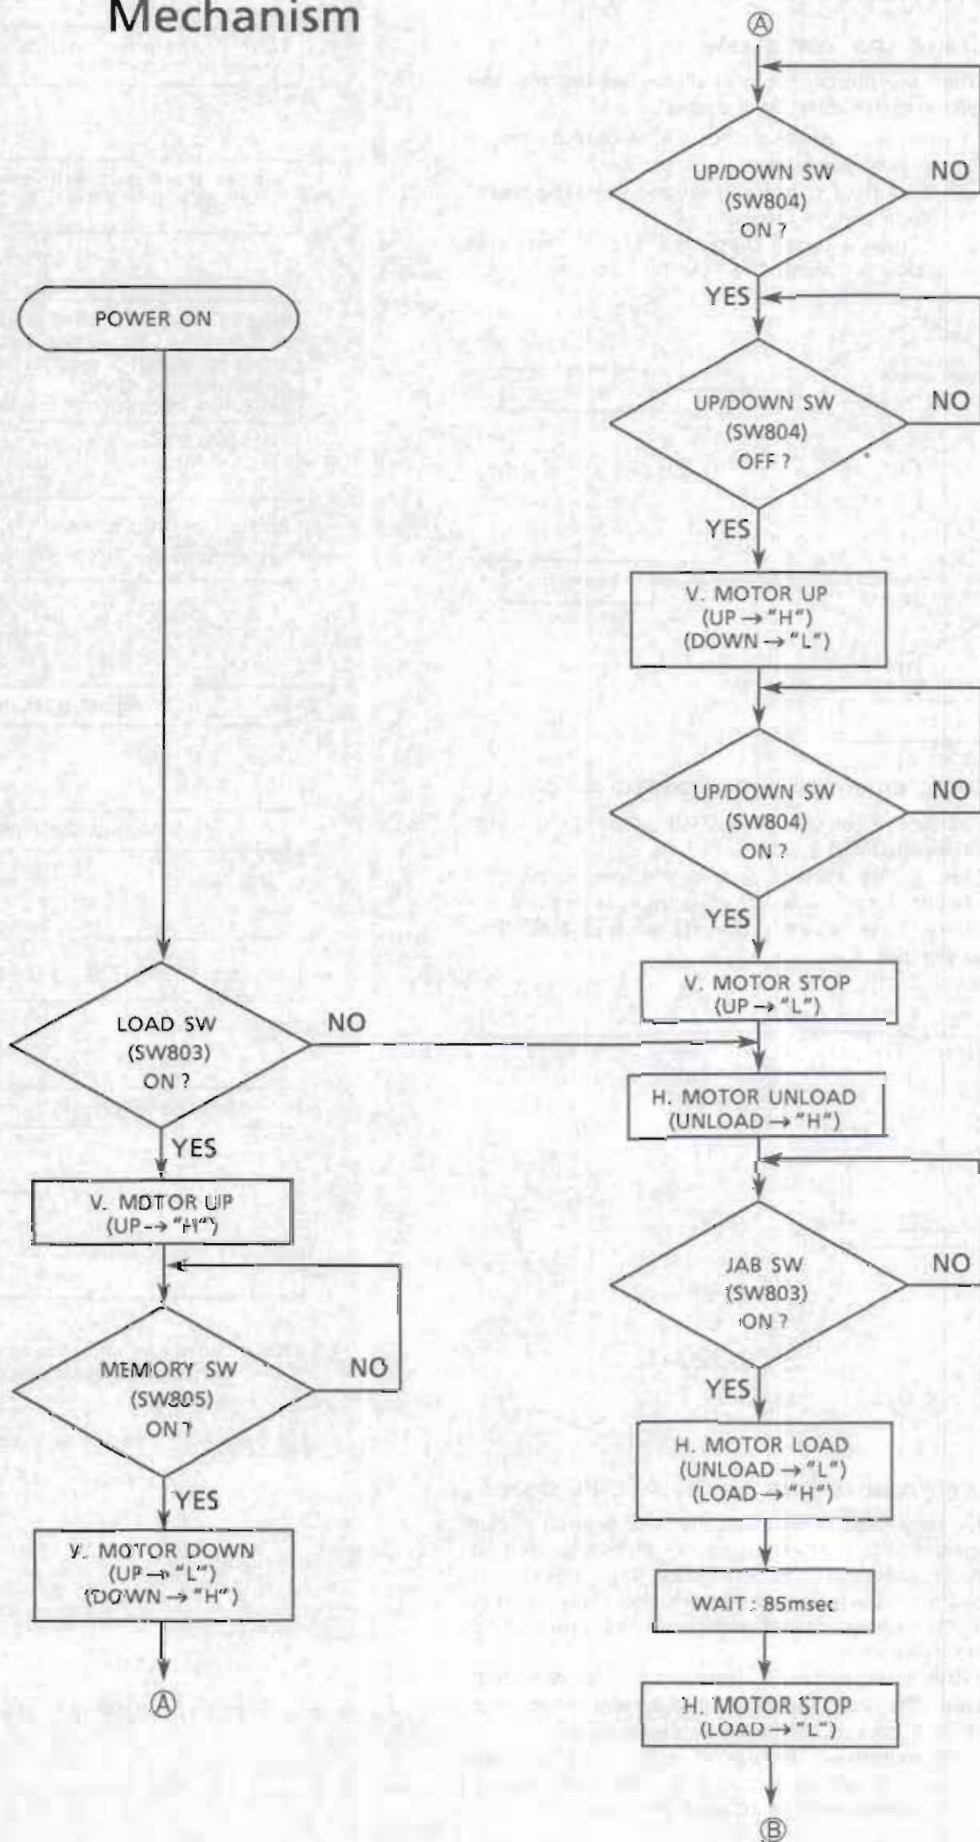 Mechanism
POWER ON
LOAD SW
(SW803)
ON ?
NO
YES
V. MOTOR UP
(UP → "H")
MEMORY SW
(SW805)
ON ?
NO
YES
V. MOTOR DOWN
(UP → "L")
(DOWN → "H")
Ⓐ
Ⓐ
UP/DOWN SW
(SW804)
ON ?
NO
YES
UP/DOWN SW
(SW804)
OFF ?
NO
YES
V. MOTOR UP
(UP → "H")
(DOWN → "L")
UP/DOWN SW
(SW804)
ON ?
NO
YES
V. MOTOR STOP
(UP → "L")
H. MOTOR UNLOAD
(UNLOAD → "H")
JAB SW
(SW803)
ON ?
NO
YES
H. MOTOR LOAD
(UNLOAD → "L")
(LOAD → "H")
WAIT : 85msec
H. MOTOR STOP
(LOAD → "L")
Ⓑ